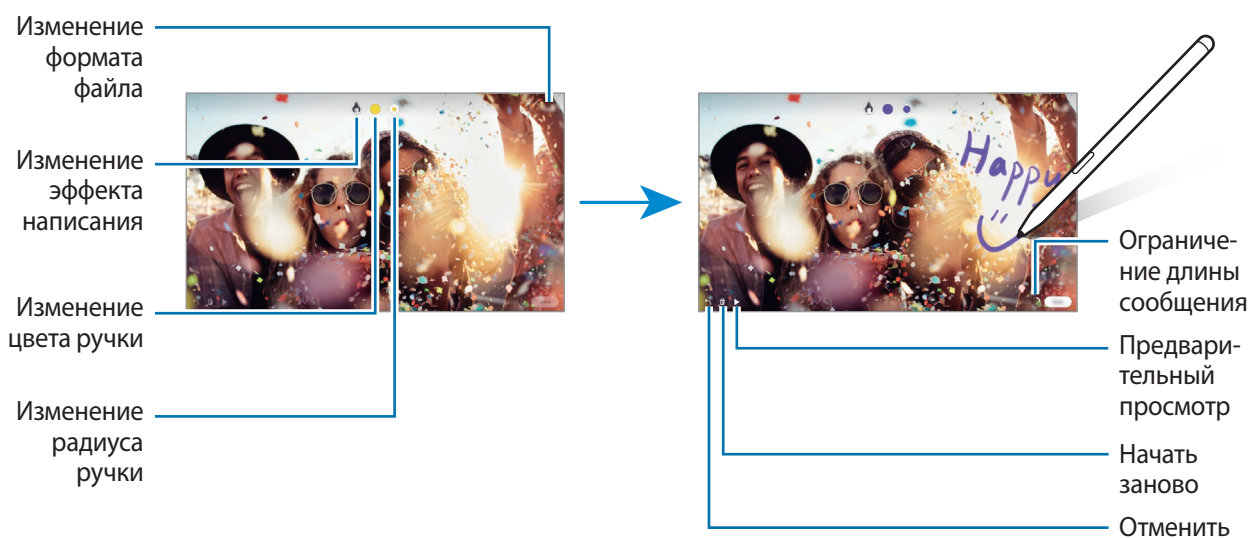 Изменение
формата
файла
Изменение
эффекта
написания
Изменение
цвета ручки
Изменение
радиуса
ручки
Happy
Ограниче-
ние длины
сообщения
Предвари-
тельный
просмотр
Начать
заново
Отменить